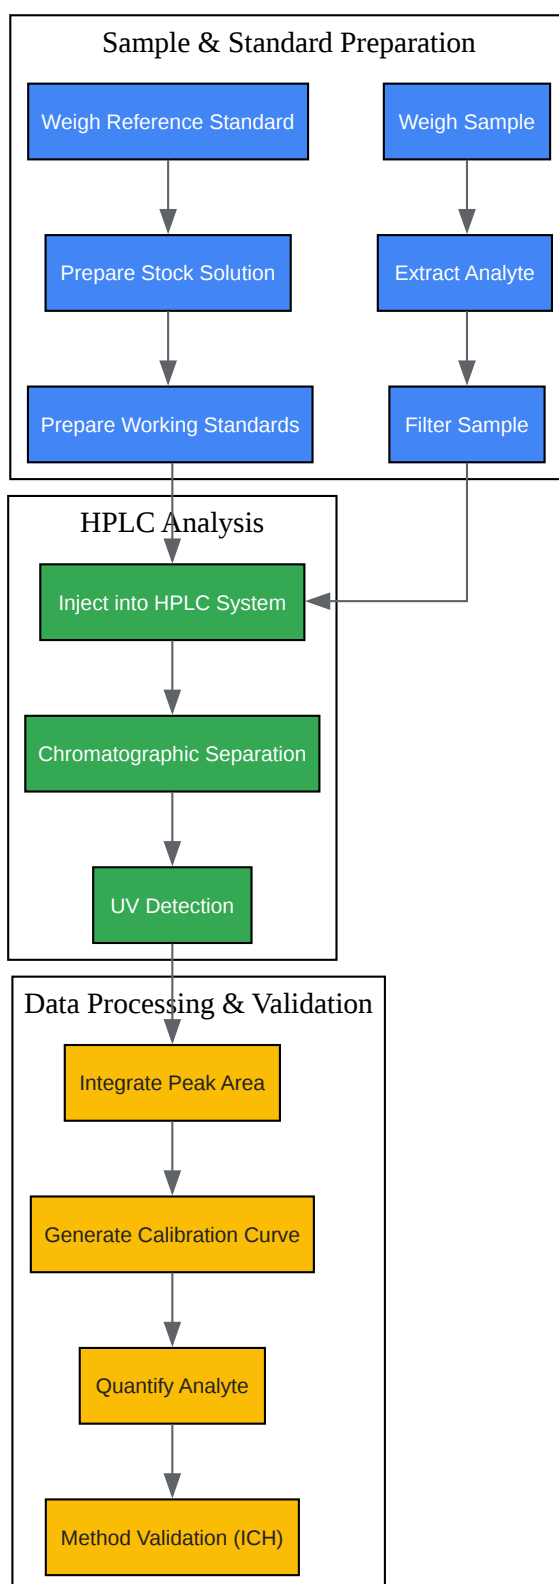 Sample & Standard Preparation
Weigh Reference Standard
Weigh Sample
Prepare Stock Solution
Extract Analyte
Prepare Working Standards
Filter Sample
HPLC Analysis
Inject into HPLC System
Chromatographic Separation
UV Detection
Data Processing & Validation
Integrate Peak Area
Generate Calibration Curve
Quantify Analyte
Method Validation (ICH)